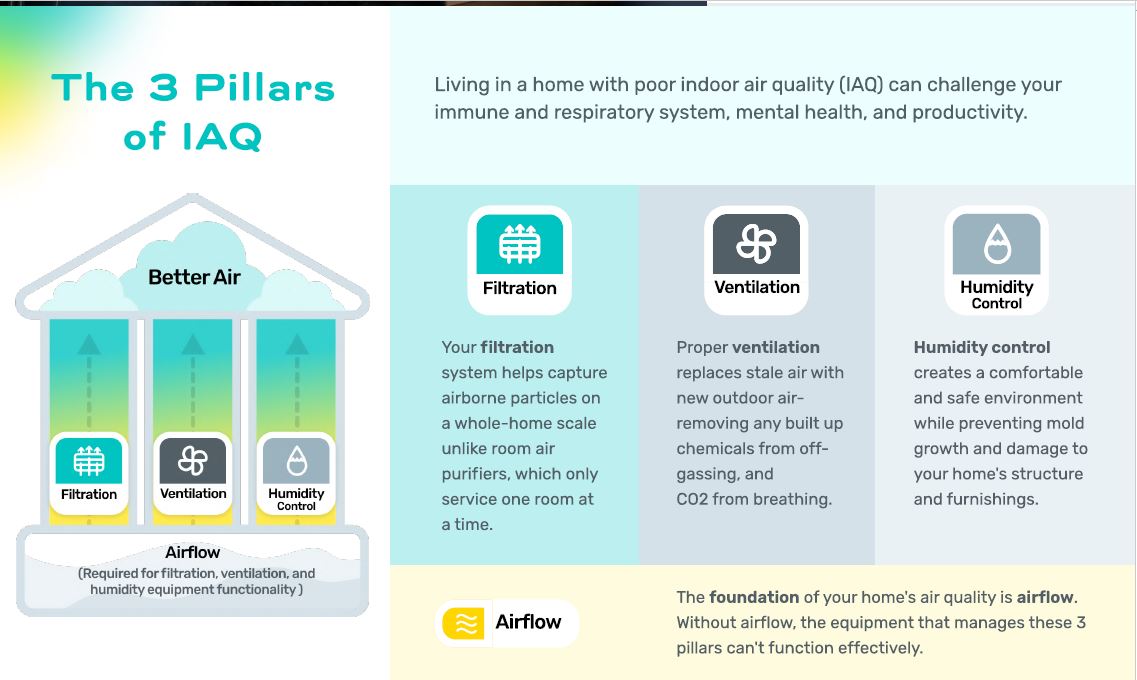 The 3 Pillars
of IAQ
Better Air
Filtration
Ventilation
Humidity
Control
Airflow
(Required for filtration, ventilation, and
humidity equipment functionality )
Living in a home with poor indoor air quality (IAQ) can challenge your
immune and respiratory system, mental health, and productivity.
Filtration
Your filtration
system helps capture
airborne particles on
a whole-home scale
unlike room air
purifiers, which only
service one room at
a time.
Ventilation
Proper ventilation
replaces stale air with
new outdoor air-
removing any built up
chemicals from off-
gassing, and
CO2 from breathing.
Humidity
Control
Humidity control
creates a comfortable
and safe environment
while preventing mold
growth and damage to
your home's structure
and furnishings.
Airflow
The foundation of your home's air quality is airflow.
Without airflow, the equipment that manages these 3
pillars can't function effectively.